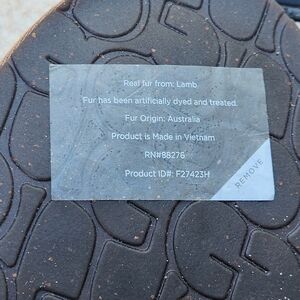 Real fur from: Lamb
Fur has been artificially dyed and treated.
Fur Origin: Australia
Product is Made in Vietnam
RN#88276
Product ID#: F27423H
REMOVE